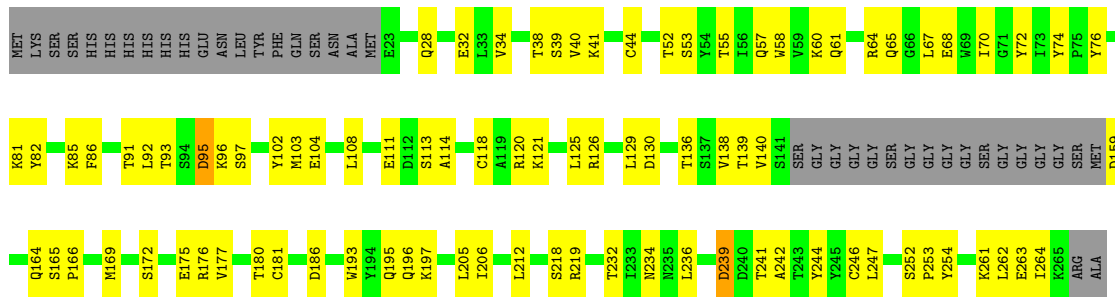 MET LYS SER SER HIS HIS HIS HIS HIS HIS GLU ASN LEU TYR PHE GLN SER ASN ALA MET E23 Q28 E32 L33 V34 T38 S39 V40 K41 C44 T52 S53 Y54 T55 I56 Q57 W58 V59 K60 Q61 R64 Q65 G66 L67 E68 W69 I70 G71 Y72 I73 Y74 P75 Y76
K81 Y82 K85 F86 T91 L92 T93 S94 D95 K96 S97 Y102 M103 E104 L108 E111 D112 S113 A114 C118 A119 R120 K121 L125 R126 L129 D130 T136 S137 V138 T139 V140 S141 SER GLY GLY GLY GLY SER GLY GLY GLY GLY SER GLY GLY GLY GLY SER MET D159
Q164 S165 P166 M169 S172 E175 R176 V177 T180 C181 D186 W193 Y194 Q195 Q196 K197 L205 I206 L212 S218 R219 T232 I233 N234 N235 L236 D239 D240 T241 A242 T243 Y244 Y245 C246 L247 S252 P253 Y254 K261 L262 E263 I264 K265 ARG ALA